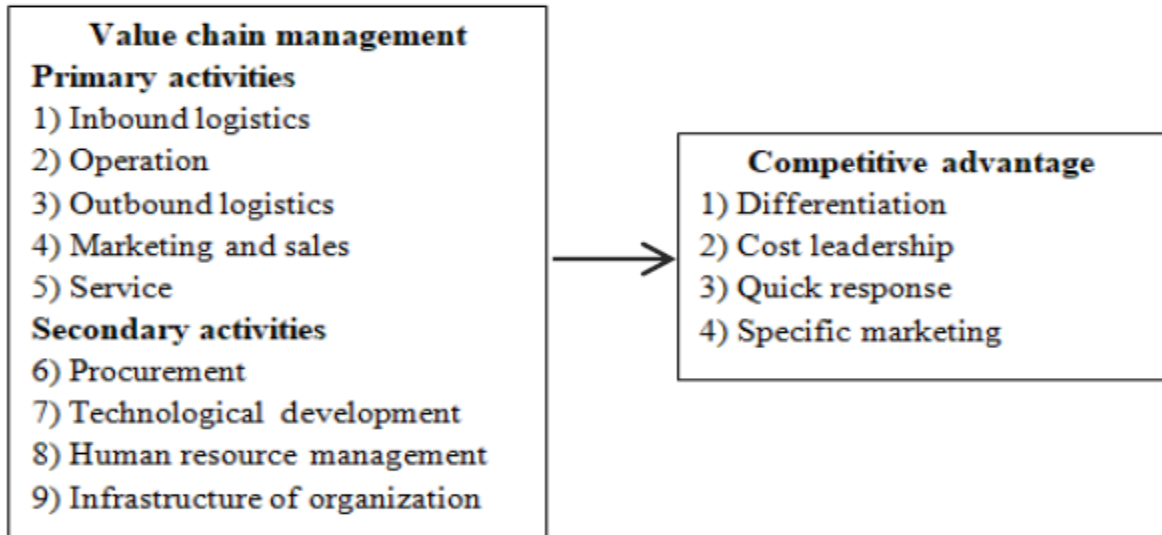 Value chain management
Primary activities
1) Inbound logistics
2) Operation
3) Outbound logistics
4) Marketing and sales
5) Service
Secondary activities
6) Procurement
7) Technological development
8) Human resource management
9) Infrastructure of organization
Competitive advantage
1) Differentiation
2) Cost leadership
3) Quick response
4) Specific marketing